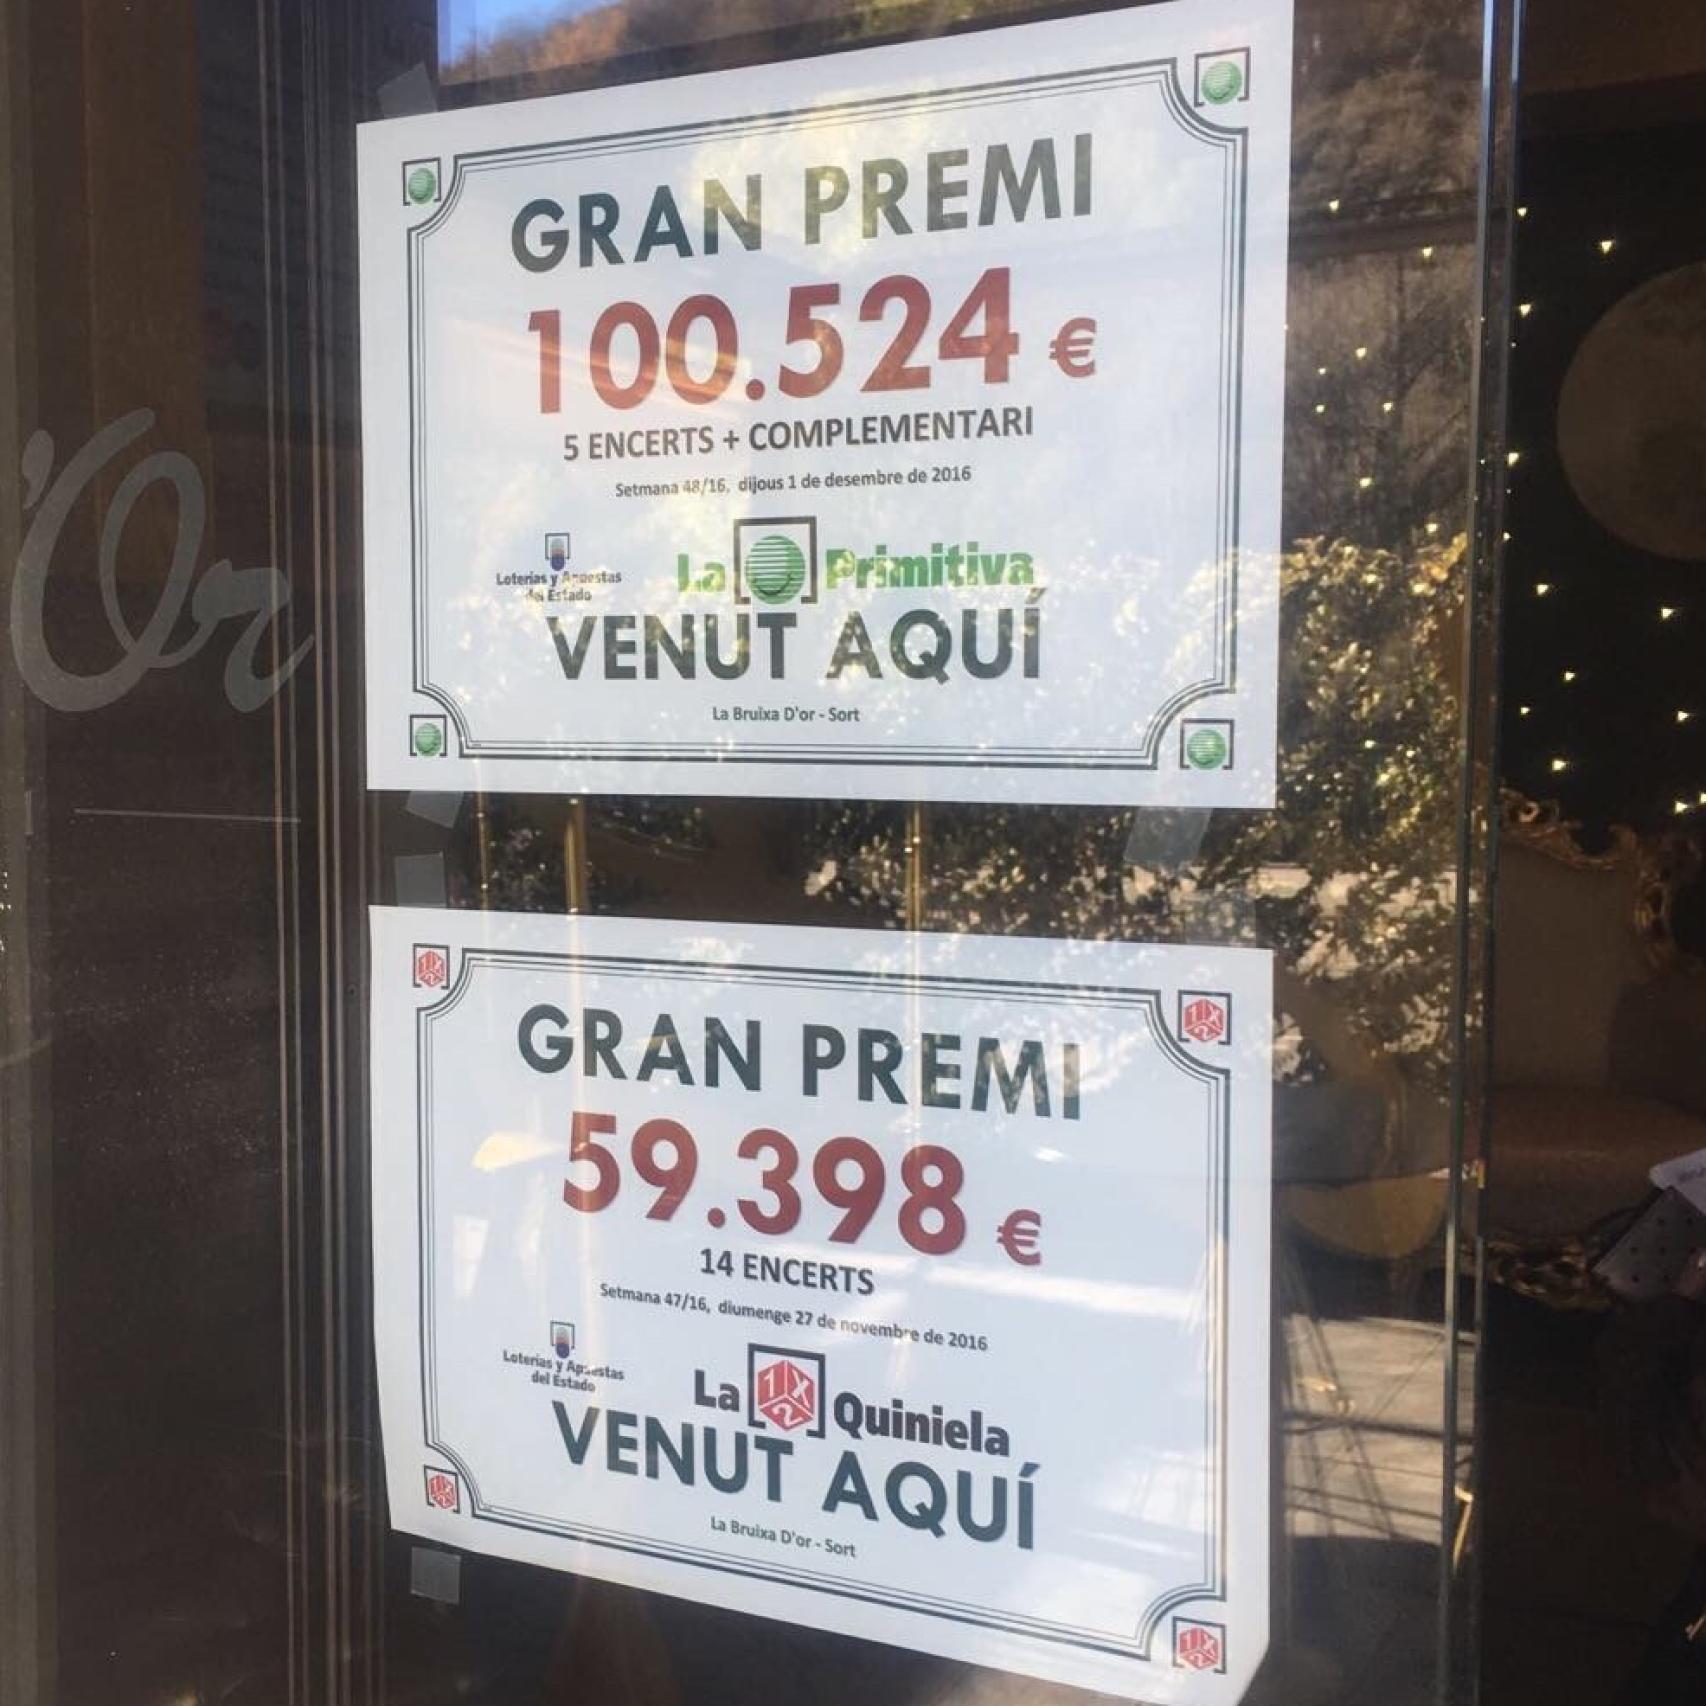 'Or
GRAN PREMI
100.524 €
5 ENCERTS + COMPLEMENTARI
Setmana 48/16, dijous 1 de desembre de 2016
Loterías y Apuestas
del Estado
La Primitiva
VENUT AQUÍ
La Bruixa D'or - Sort
GRAN PREMI
59.398 €
14 ENCERTS
Setmana 47/16, diumenge 27 de novembre de 2016
Loterías y Apuestas
del Estado
La 1X2 Quiniela
VENUT AQUÍ
La Bruixa D'or - Sort